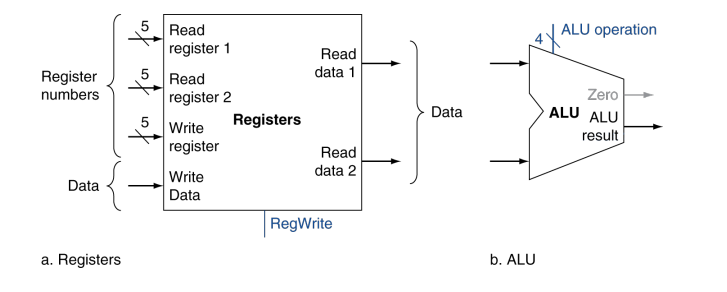 Register
numbers
5
Read
register 1
5
Read
register 2
5
Write
register
Data
Write
Data
Registers
Read
data 1
Read
data 2
Data
RegWrite
a. Registers
4
ALU operation
Zero
ALU
ALU
result
b. ALU